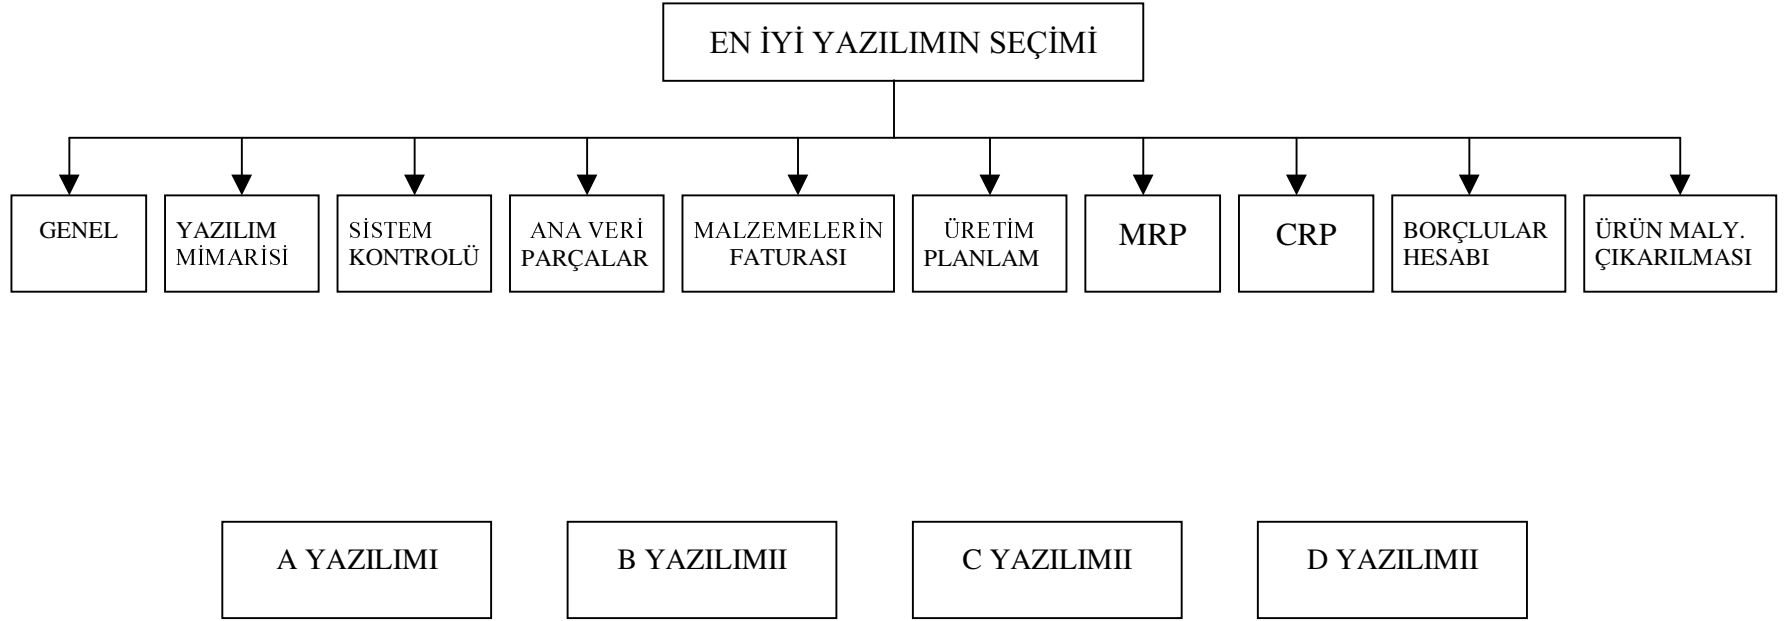 EN İYİ YAZILIMIN SEÇİMİ
GENEL
YAZILIM
MİMARİSİ
SİSTEM
KONTROLÜ
ANA VERİ
PARÇALAR
MALZEMELERİN
FATURASI
ÜRETİM
PLANLAM
MRP
CRP
BORÇLULAR
HESABI
ÜRÜN MALY.
ÇIKARILMASI
A YAZILIMI
B YAZILIMII
C YAZILIMII
D YAZILIMII